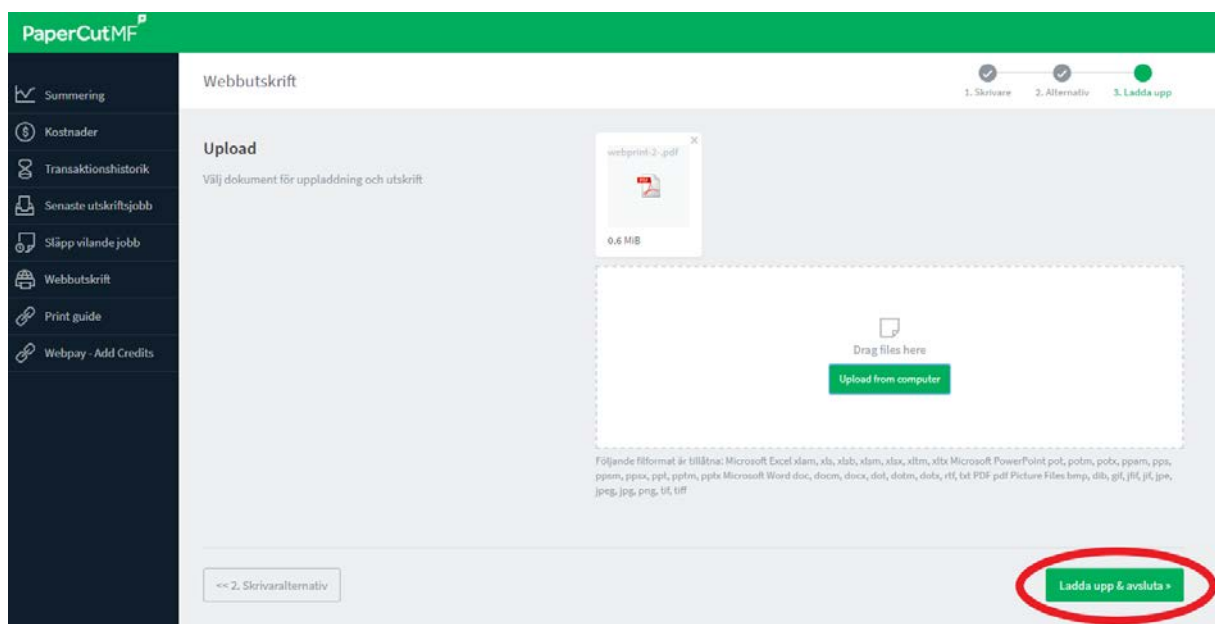 PaperCutMF
Summering
Kostnader
Transaktionshistorik
Senaste utskriftsjobb
Släpp vilande jobb
Webbutskrift
Print guide
Webpay - Add Credits
Webbutskrift
1. Skrivare
2. Alternativ
3. Ladda upp
Upload
Välj dokument för uppladdning och utskrift
webprint-2-.pdf
PDF
0.6 MiB
Drag files here
Upload from computer
Följande filformat är tillåtna: Microsoft Excel xlam, xls, xlsb, xlsm, xlsx, xltm, xltx Microsoft PowerPoint pot, potm, potx, ppam, pps,
ppsm, ppsx, ppt, pptm, pptx Microsoft Word doc, docm, docx, dot, dotm, dotx, rtf, txt PDF pdf Picture Files bmp, dib, gif, jfif, jif, jpe,
jpeg, jpg, png, tif, tiff
<< 2. Skrivaralternativ
Ladda upp & avsluta »